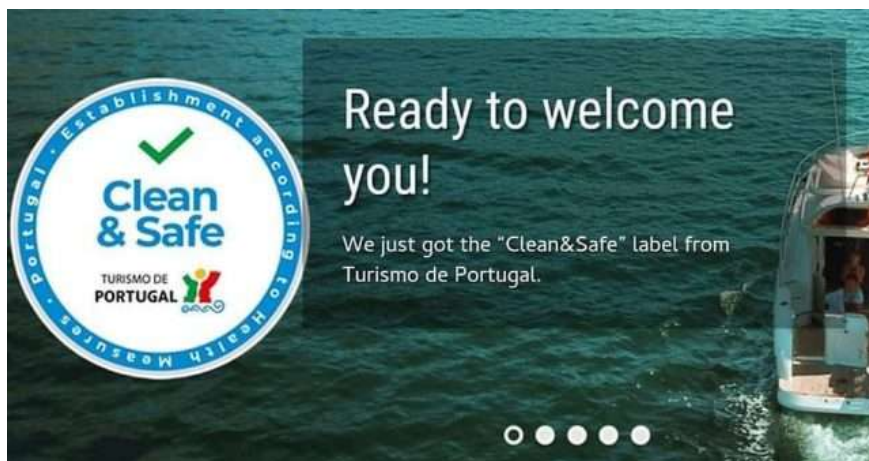 Portugal · Establishment according to Health Measures ·
Clean
& Safe
TURISMO DE
PORTUGAL
Ready to welcome
you!
We just got the “Clean&Safe” label from
Turismo de Portugal.